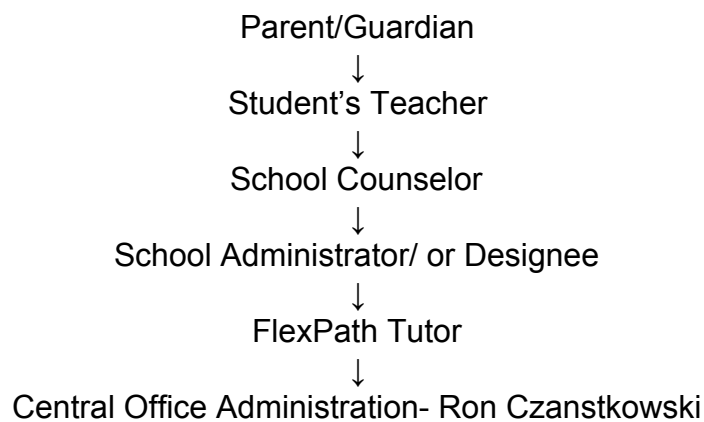 Parent/Guardian
↓
Student’s Teacher
↓
School Counselor
↓
School Administrator/ or Designee
↓
FlexPath Tutor
↓
Central Office Administration- Ron Czanstkowski